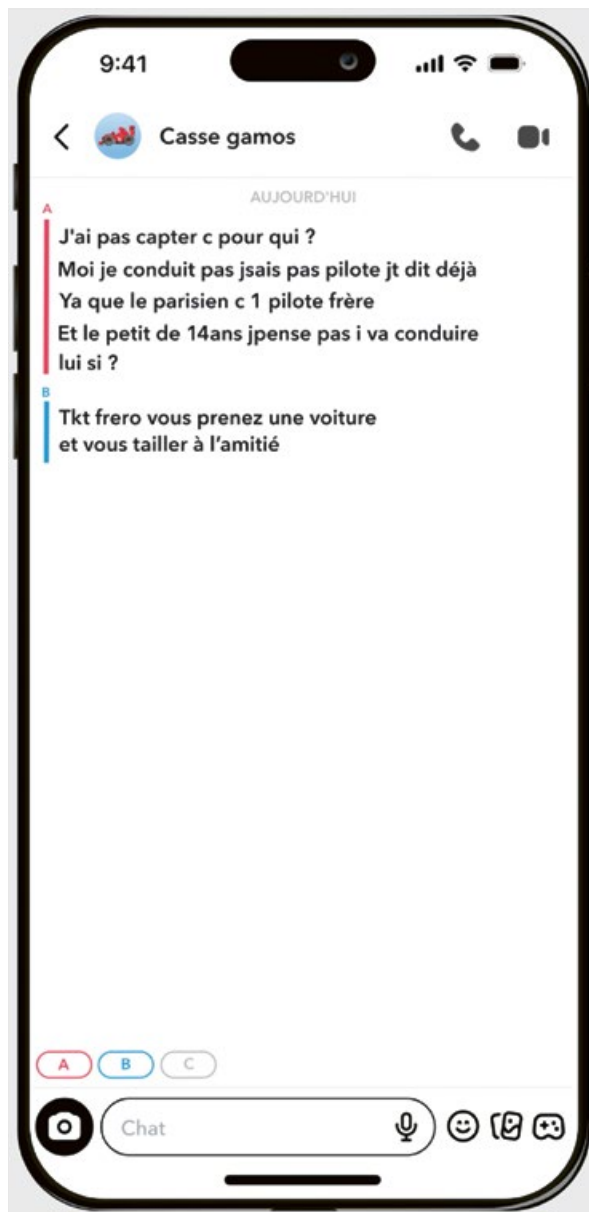 9:41
Casse gamos
AUJOURD'HUI
A
J'ai pas capter c pour qui ?
Moi je conduit pas jsais pas pilote jt dit déjà
Ya que le parisien c 1 pilote frère
Et le petit de 14ans jpense pas i va conduire
lui si ?
B
Tkt frero vous prenez une voiture
et vous tailler à l'amitié
A B C
Chat